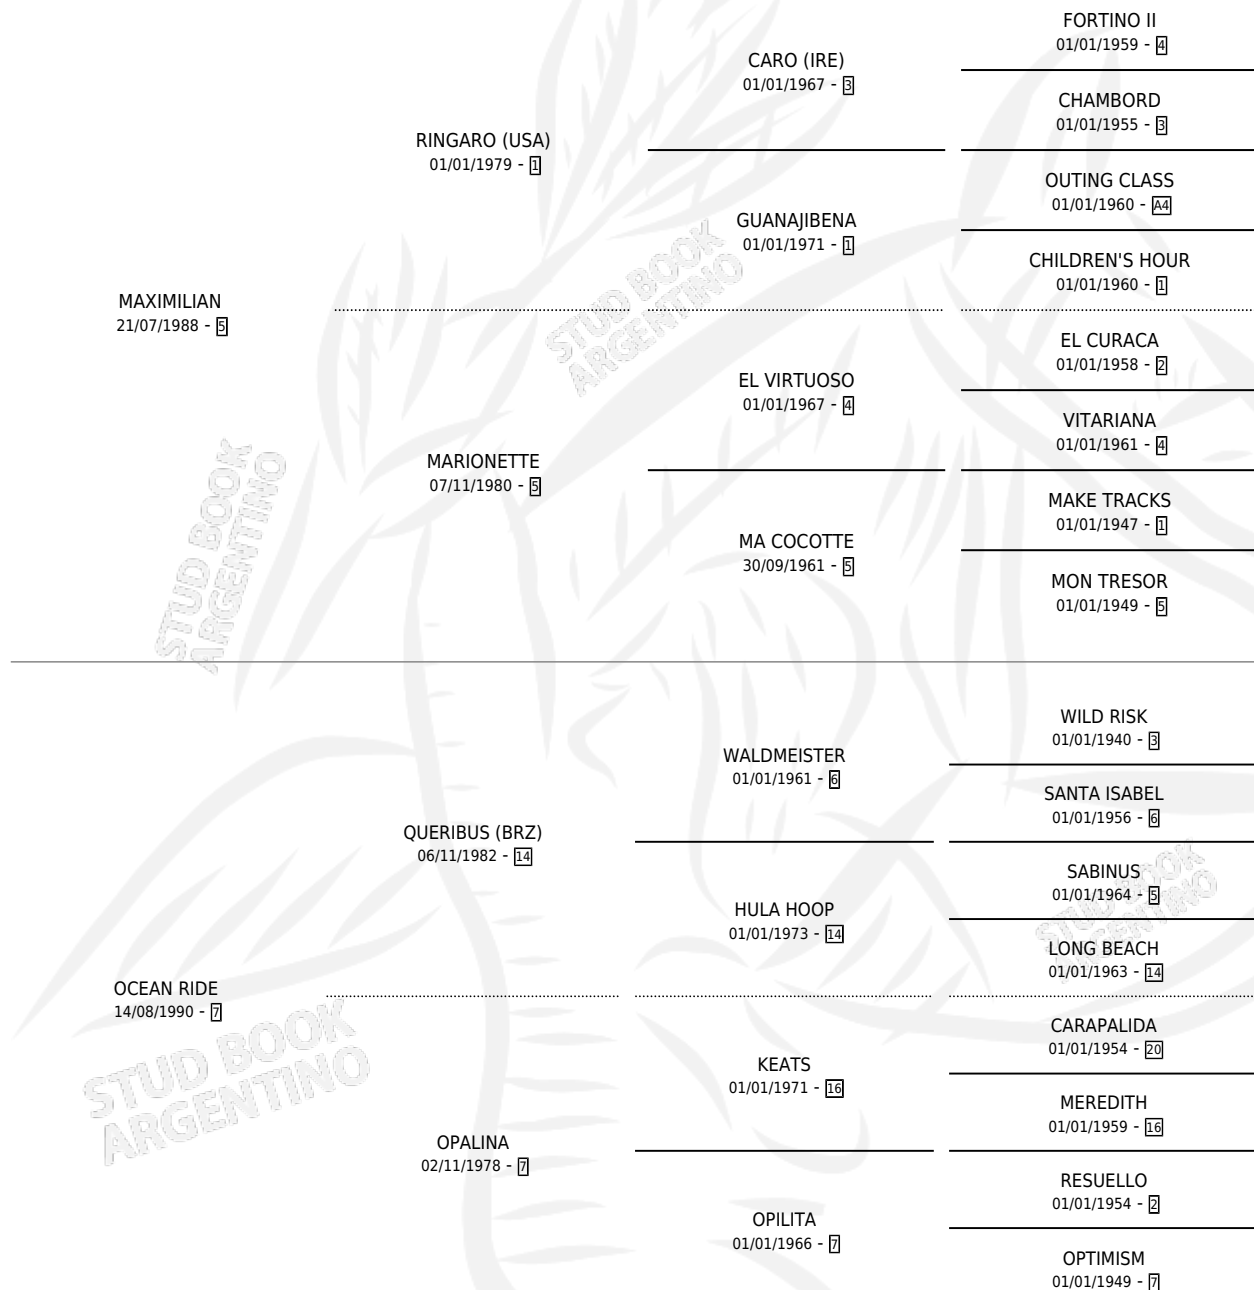 FORTINO II
01/01/1959 - 4
CARO (IRE)
01/01/1967 - 3
CHAMBORD
01/01/1955 - 3
RINGARO (USA)
01/01/1979 - 1
OUTING CLASS
01/01/1960 - A4
GUANAJIBENA
01/01/1971 - 1
CHILDREN'S HOUR
01/01/1960 - 1
MAXIMILIAN
21/07/1988 - 5
EL CURACA
01/01/1958 - 2
EL VIRTUOSO
01/01/1967 - 4
VITARIANA
01/01/1961 - 4
MARIONETTE
07/11/1980 - 5
MAKE TRACKS
01/01/1947 - 1
MA COCOTTE
30/09/1961 - 5
MON TRESOR
01/01/1949 - 5
WILD RISK
01/01/1940 - 3
WALDMEISTER
01/01/1961 - 6
SANTA ISABEL
01/01/1956 - 6
QUERIBUS (BRZ)
06/11/1982 - 14
SABINUS
01/01/1964 - 5
HULA HOOP
01/01/1973 - 14
LONG BEACH
01/01/1963 - 14
OCEAN RIDE
14/08/1990 - 7
CARAPALIDA
01/01/1954 - 20
KEATS
01/01/1971 - 16
MEREDITH
01/01/1959 - 16
OPALINA
02/11/1978 - 7
RESUELLO
01/01/1954 - 2
OPILITA
01/01/1966 - 7
OPTIMISM
01/01/1949 - 7
STUD BOOK
ARGENTINO
STUD BOOK
ARGENTINO
STUD BOOK
ARGENTINO
STUD BOOK
ARGENTINO